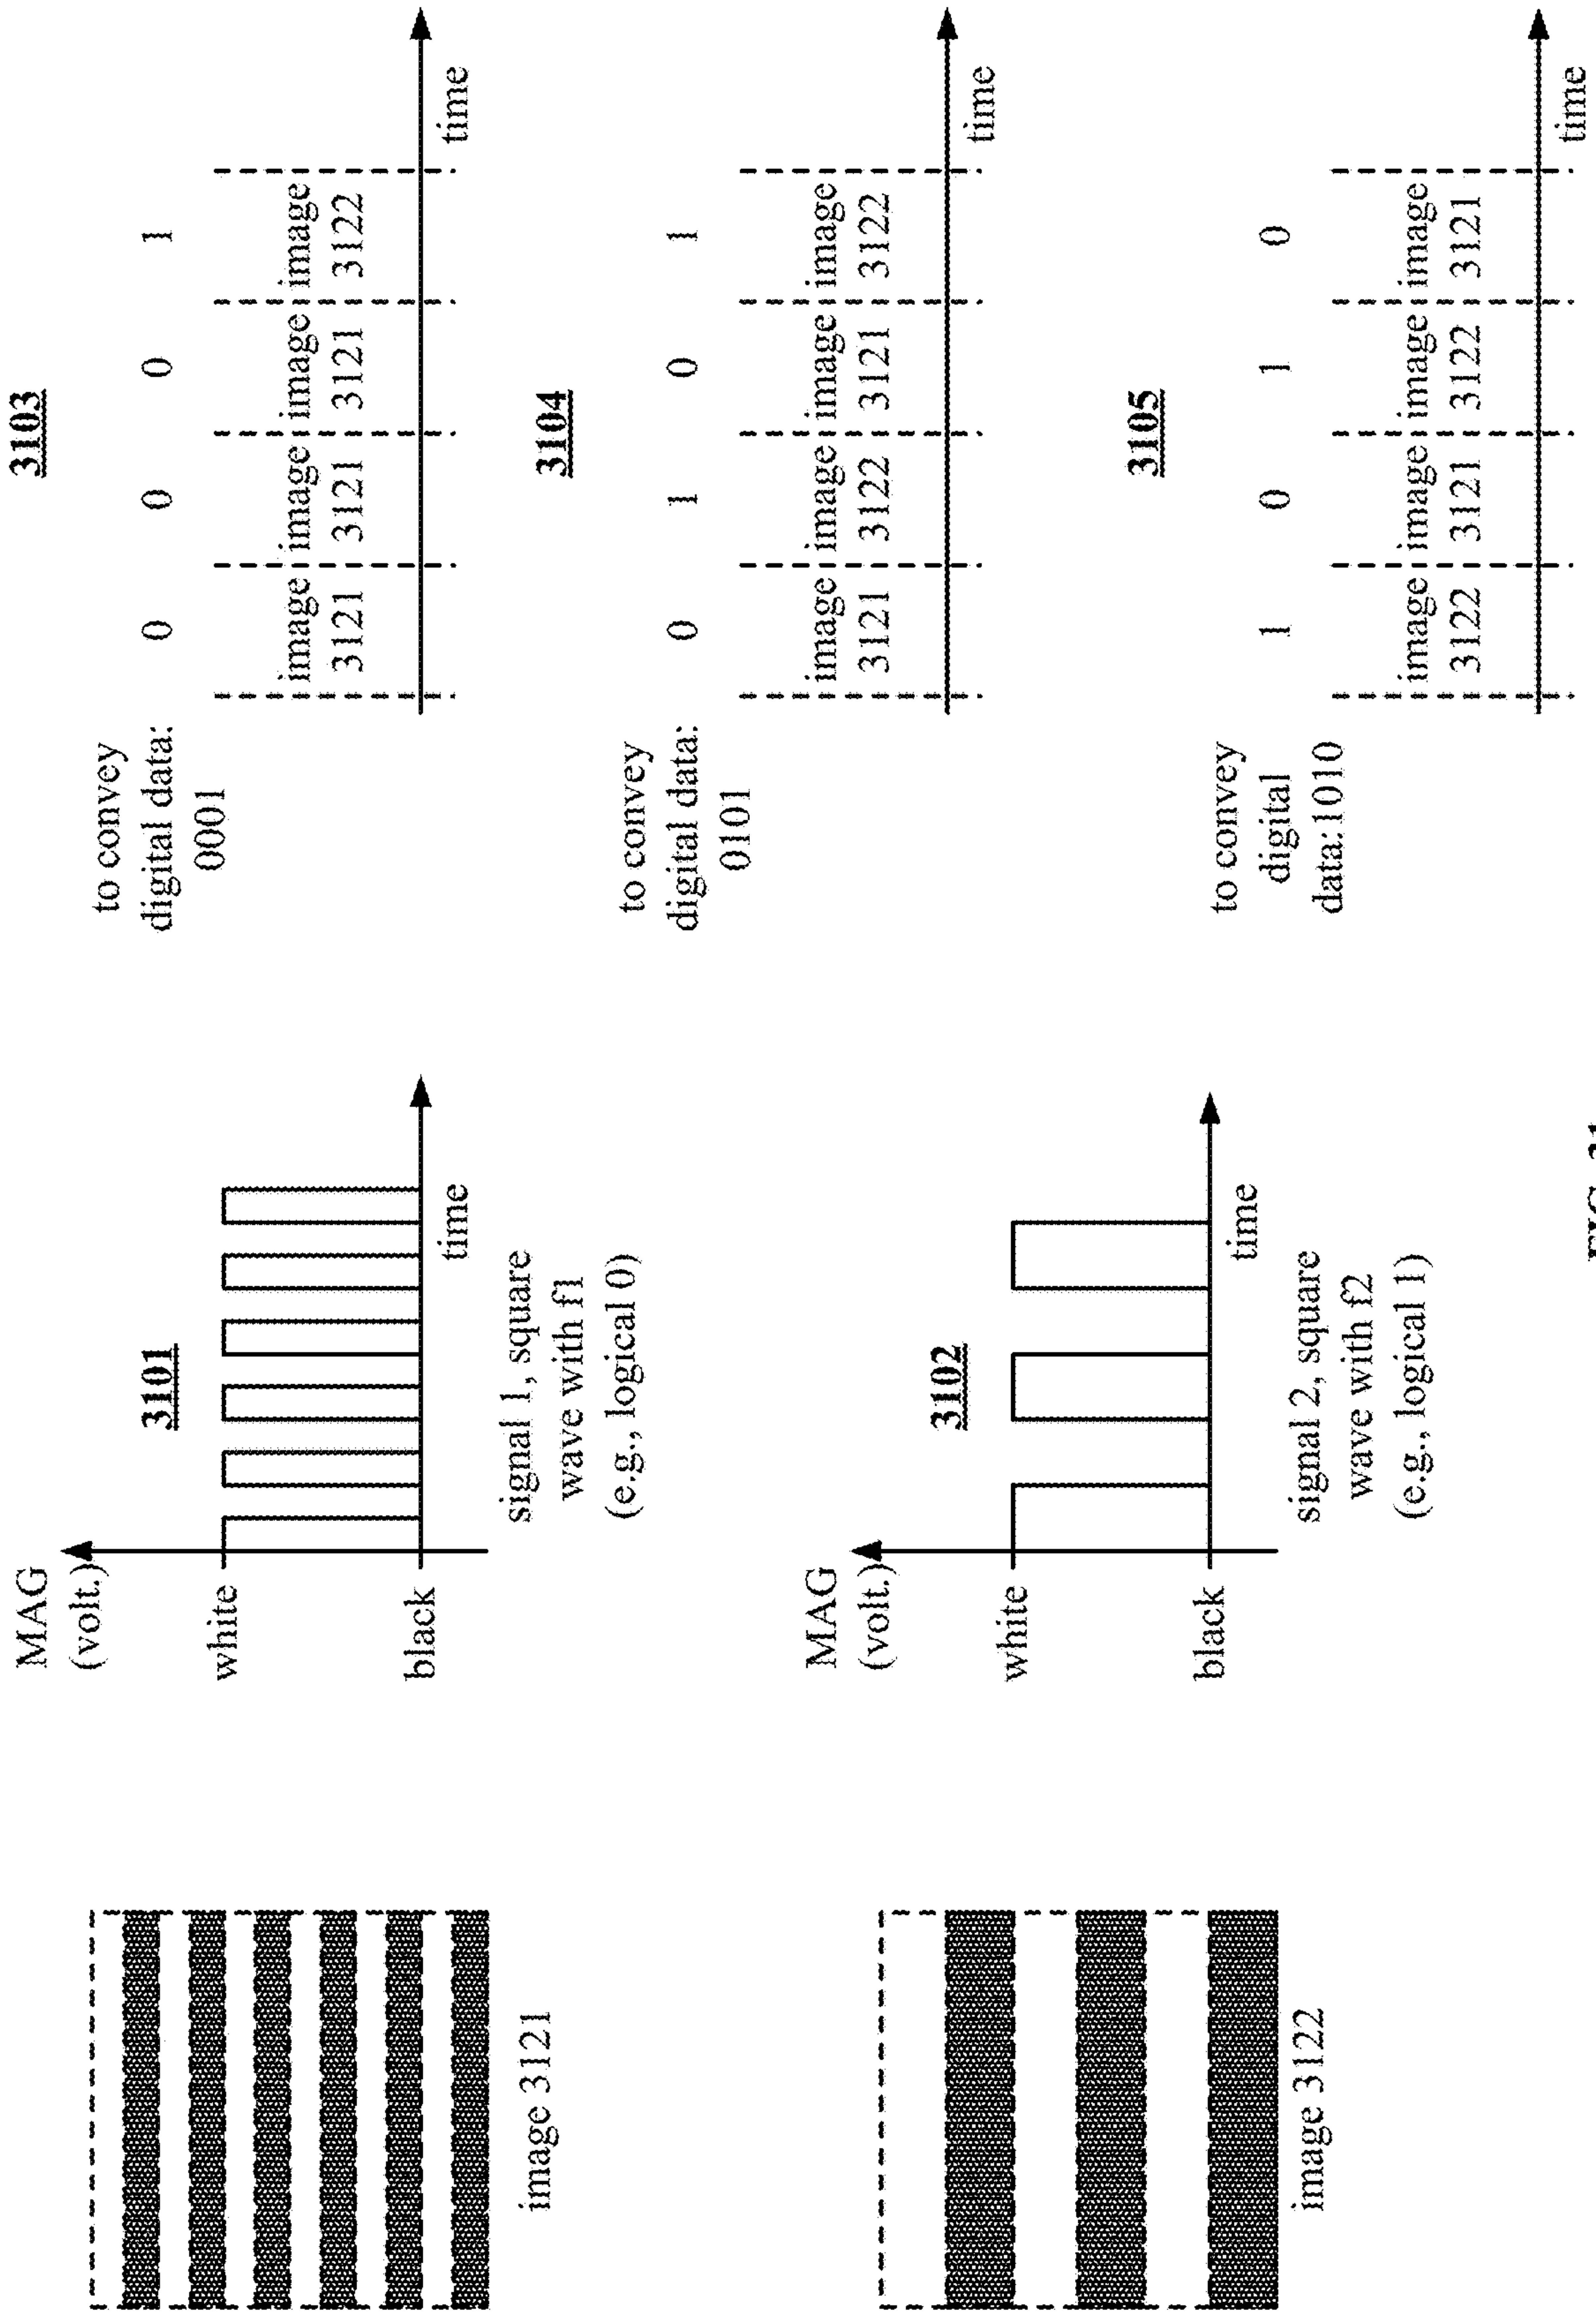 image 3121
MAG
(volt.)
white
black
3101
time
signal 1, square
wave with f1
(e.g., logical 0)
image 3122
MAG
(volt.)
white
black
3102
time
signal 2, square
wave with f2
(e.g., logical 1)
3103
to convey
digital data:
0001
0 0 0 1
image image image image
3121 3121 3121 3122
time
3104
to convey
digital data:
0101
0 1 0 1
image image image image
3121 3122 3121 3122
time
3105
to convey
digital
data:1010
1 0 1 0
image image image image
3122 3121 3122 3121
time
FIG. 31